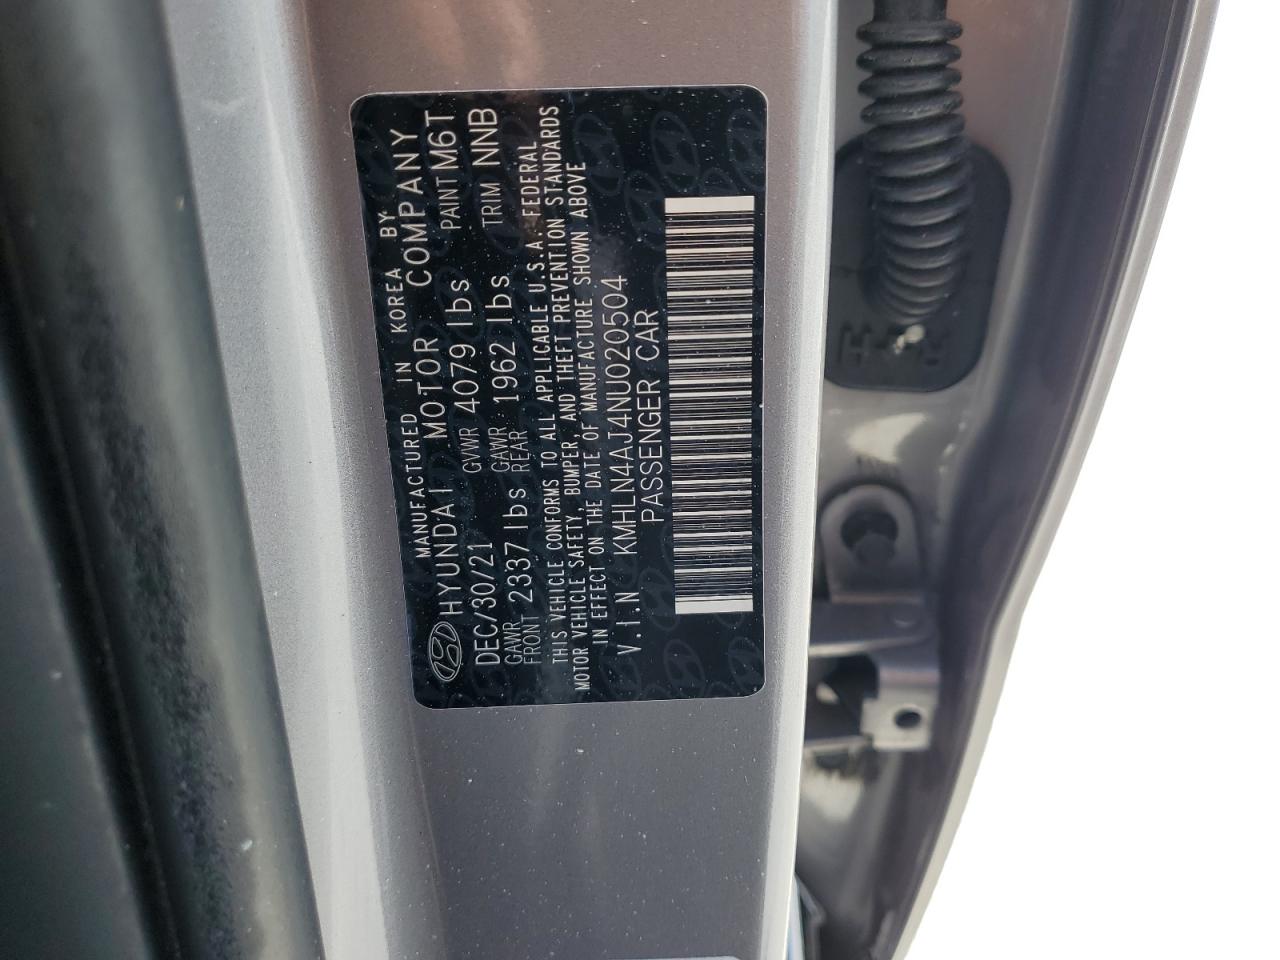 MANUFACTURED IN KOREA BY
HYUNDAI MOTOR COMPANY
DEC/30/21 GVWR 4079 lbs PAINT M6T
GAWR FRONT 2337 lbs GAWR REAR 1962 lbs TRIM NNB
THIS VEHICLE CONFORMS TO ALL APPLICABLE U.S.A. FEDERAL
MOTOR VEHICLE SAFETY, BUMPER, AND THEFT PREVENTION STANDARDS
IN EFFECT ON THE DATE OF MANUFACTURE SHOWN ABOVE
V.I.N KMHLN4AJ4NU020504
PASSENGER CAR